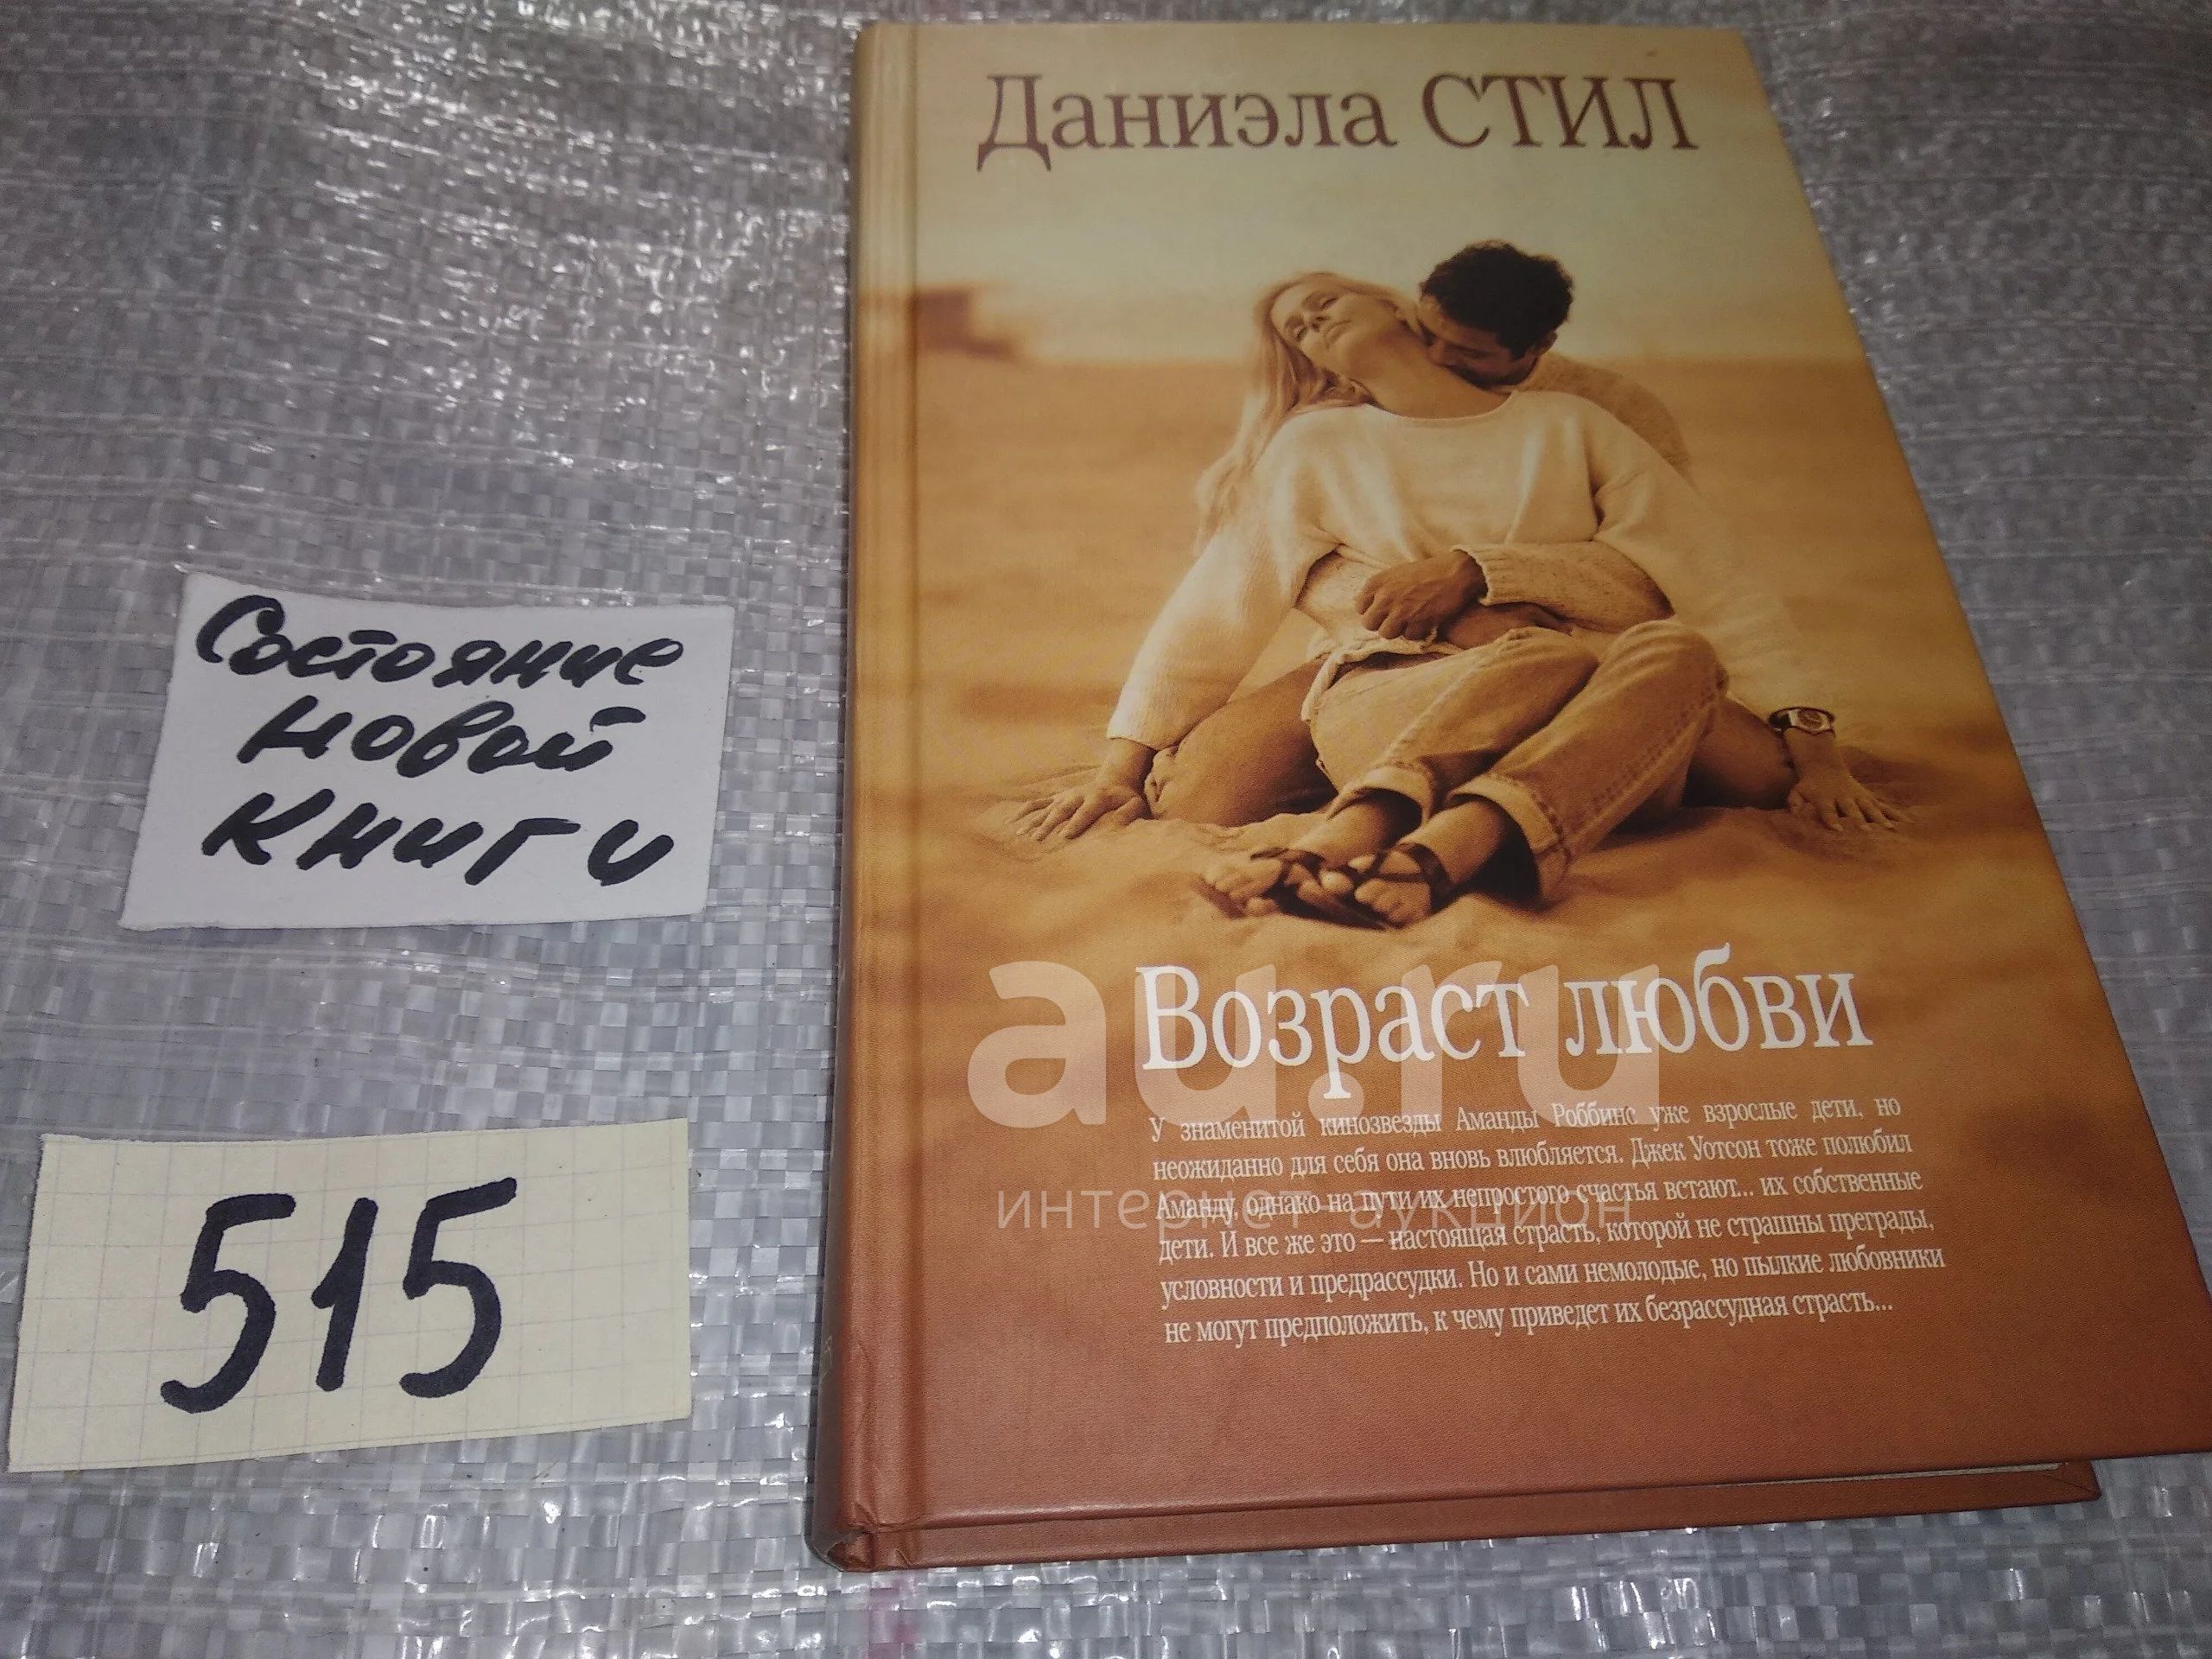 Даниэла СТИЛ
Состояние
новой
книги
515
Возраст любви
У знаменитой кинозвезды Аманды Роббинс уже взрослые дети, но
неожиданно для себя она вновь влюбляется. Джек Уотсон тоже полюбил
Аманду, однако на пути их непростого счастья встают... их собственные
дети. И все же это — настоящая страсть, которой не страшны преграды,
условности и предрассудки. Но и сами немолодые, но пылкие любовники
не могут предположить, к чему приведет их безрассудная страсть...
au.ru
интернет-аукцион